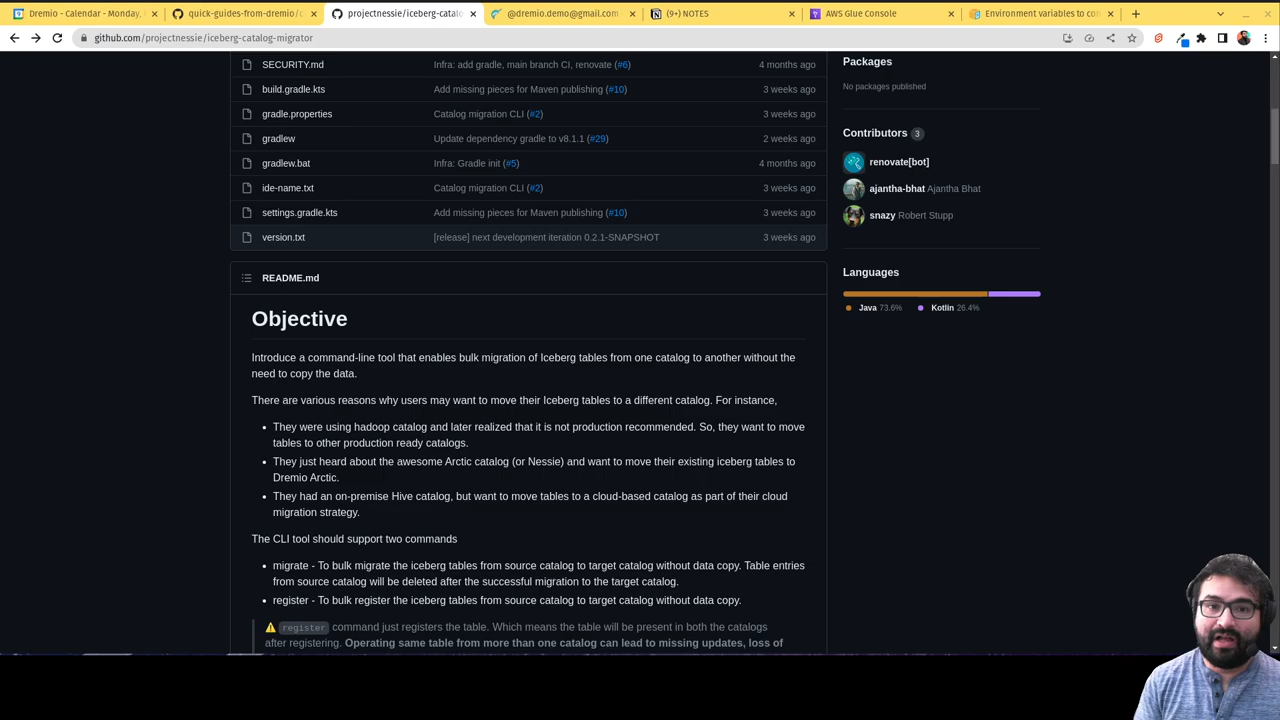 Dremio - Calendar - Monday,
quick-guides-from-dremio/c
projectnessie/iceberg-catalo
@dremio.demo@gmail.com
(9+) NOTES
AWS Glue Console
Environment variables to con
github.com/projectnessie/iceberg-catalog-migrator
SECURITY.md Infra: add gradle, main branch CI, renovate (#6) 4 months ago
build.gradle.kts Add missing pieces for Maven publishing (#10) 3 weeks ago
gradle.properties Catalog migration CLI (#2) 3 weeks ago
gradlew Update dependency gradle to v8.1.1 (#29) 2 weeks ago
gradlew.bat Infra: Gradle init (#5) 4 months ago
ide-name.txt Catalog migration CLI (#2) 3 weeks ago
settings.gradle.kts Add missing pieces for Maven publishing (#10) 3 weeks ago
version.txt [release] next development iteration 0.2.1-SNAPSHOT 3 weeks ago
README.md
Objective
Introduce a command-line tool that enables bulk migration of Iceberg tables from one catalog to another without the
need to copy the data.
There are various reasons why users may want to move their Iceberg tables to a different catalog. For instance,
• They were using hadoop catalog and later realized that it is not production recommended. So, they want to move
tables to other production ready catalogs.
• They just heard about the awesome Arctic catalog (or Nessie) and want to move their existing iceberg tables to
Dremio Arctic.
• They had an on-premise Hive catalog, but want to move tables to a cloud-based catalog as part of their cloud
migration strategy.
The CLI tool should support two commands
• migrate - To bulk migrate the iceberg tables from source catalog to target catalog without data copy. Table entries
from source catalog will be deleted after the successful migration to the target catalog.
• register - To bulk register the iceberg tables from source catalog to target catalog without data copy.
⚠️ register command just registers the table. Which means the table will be present in both the catalogs
after registering. Operating same table from more than one catalog can lead to missing updates, loss of
Packages
No packages published
Contributors 3
renovate[bot]
ajantha-bhat Ajantha Bhat
snazy Robert Stupp
Languages
Java 73.6% Kotlin 26.4%